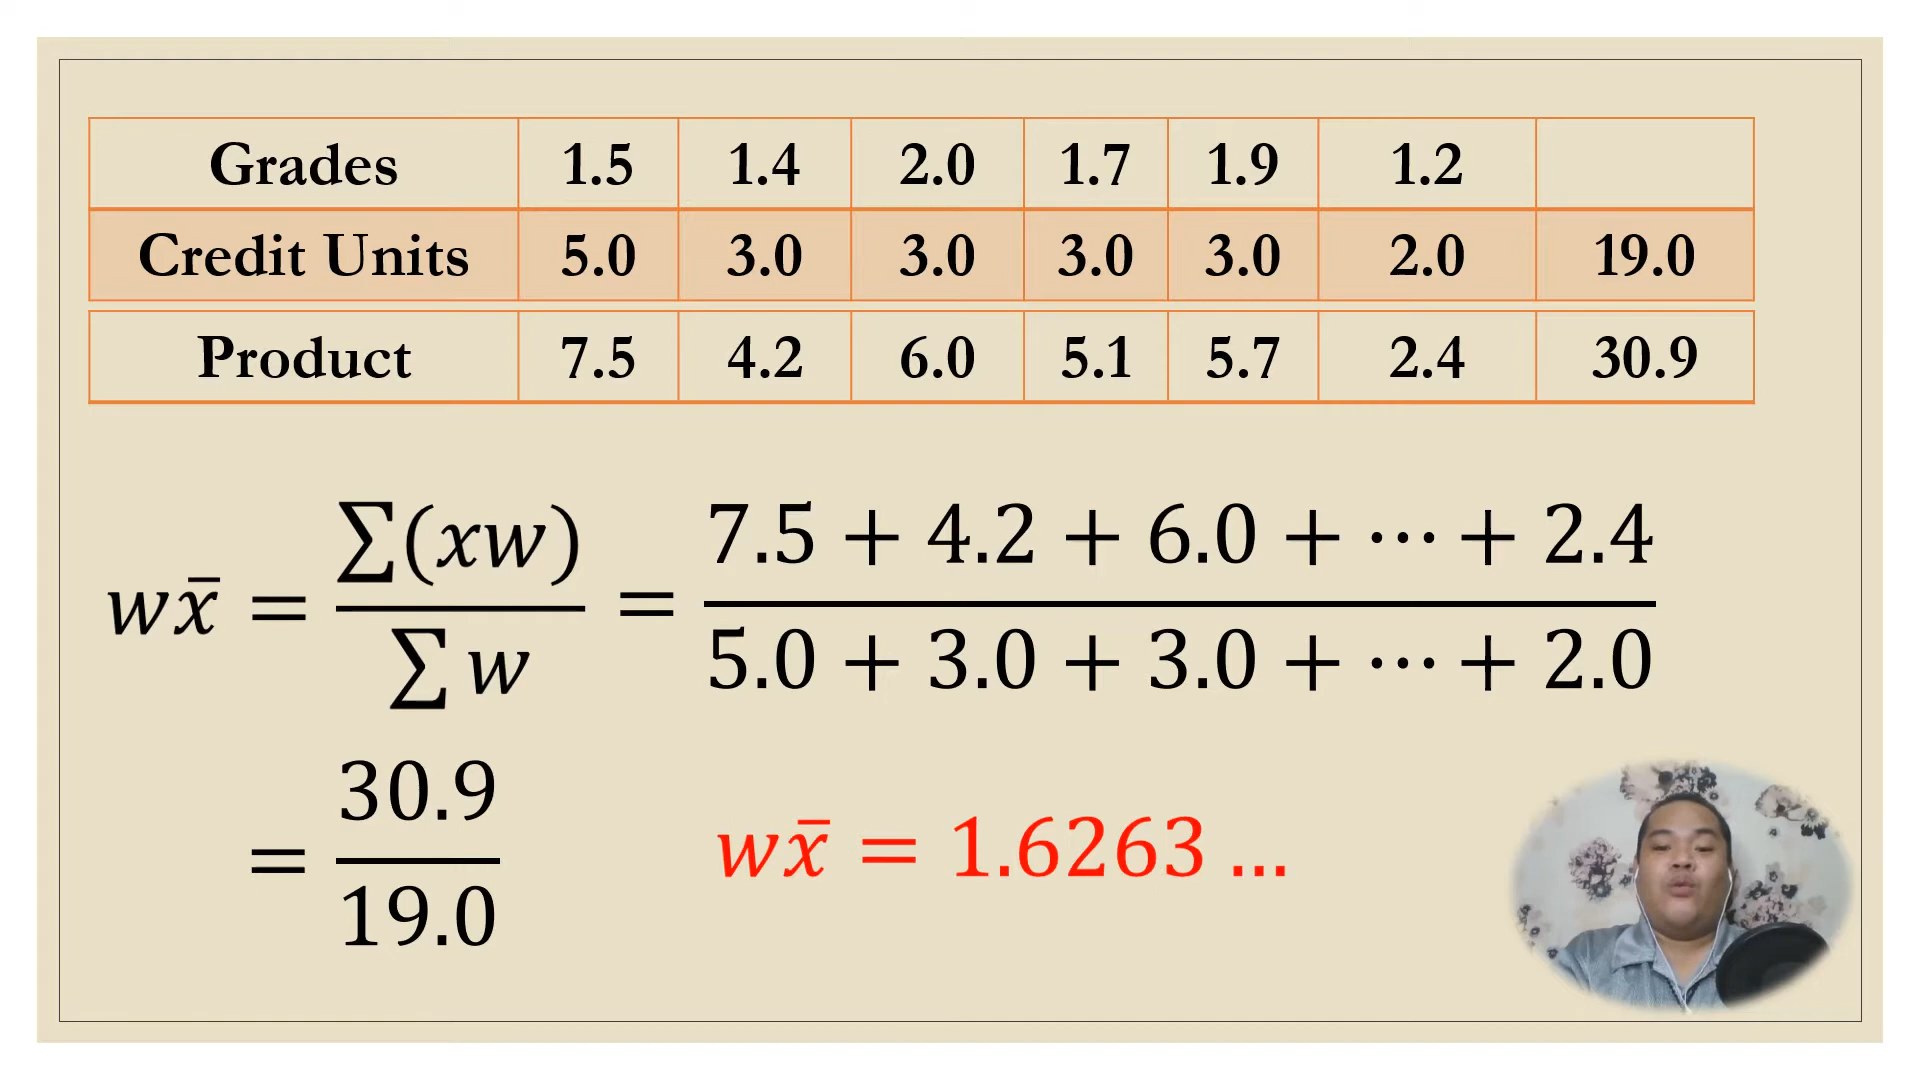 Grades 1.5 1.4 2.0 1.7 1.9 1.2
Credit Units 5.0 3.0 3.0 3.0 3.0 2.0 19.0
Product 7.5 4.2 6.0 5.1 5.7 2.4 30.9
wx̄ = ∑(xw) / ∑ w = 7.5 + 4.2 + 6.0 + ⋯ + 2.4 / 5.0 + 3.0 + 3.0 + ⋯ + 2.0
= 30.9 / 19.0
wx̄ = 1.6263 …